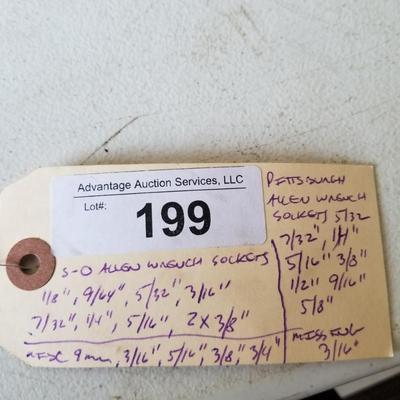 Advantage Auction Services, LLC
Lot#:
199
S-O ALLEN WRENCH SOCKETS
1/8", 9/64", 5/32", 3/16"
7/32", 1/4", 5/16", 2 x 3/8"
9mm, 3/16", 5/16", 3/8", 3/4"
PITTSBURGH
ALLEN WRENCH
SOCKETS 5/32
7/32", 1/4"
5/16" 3/8"
1/2" 9/16"
5/8"
MISSING
3/16"